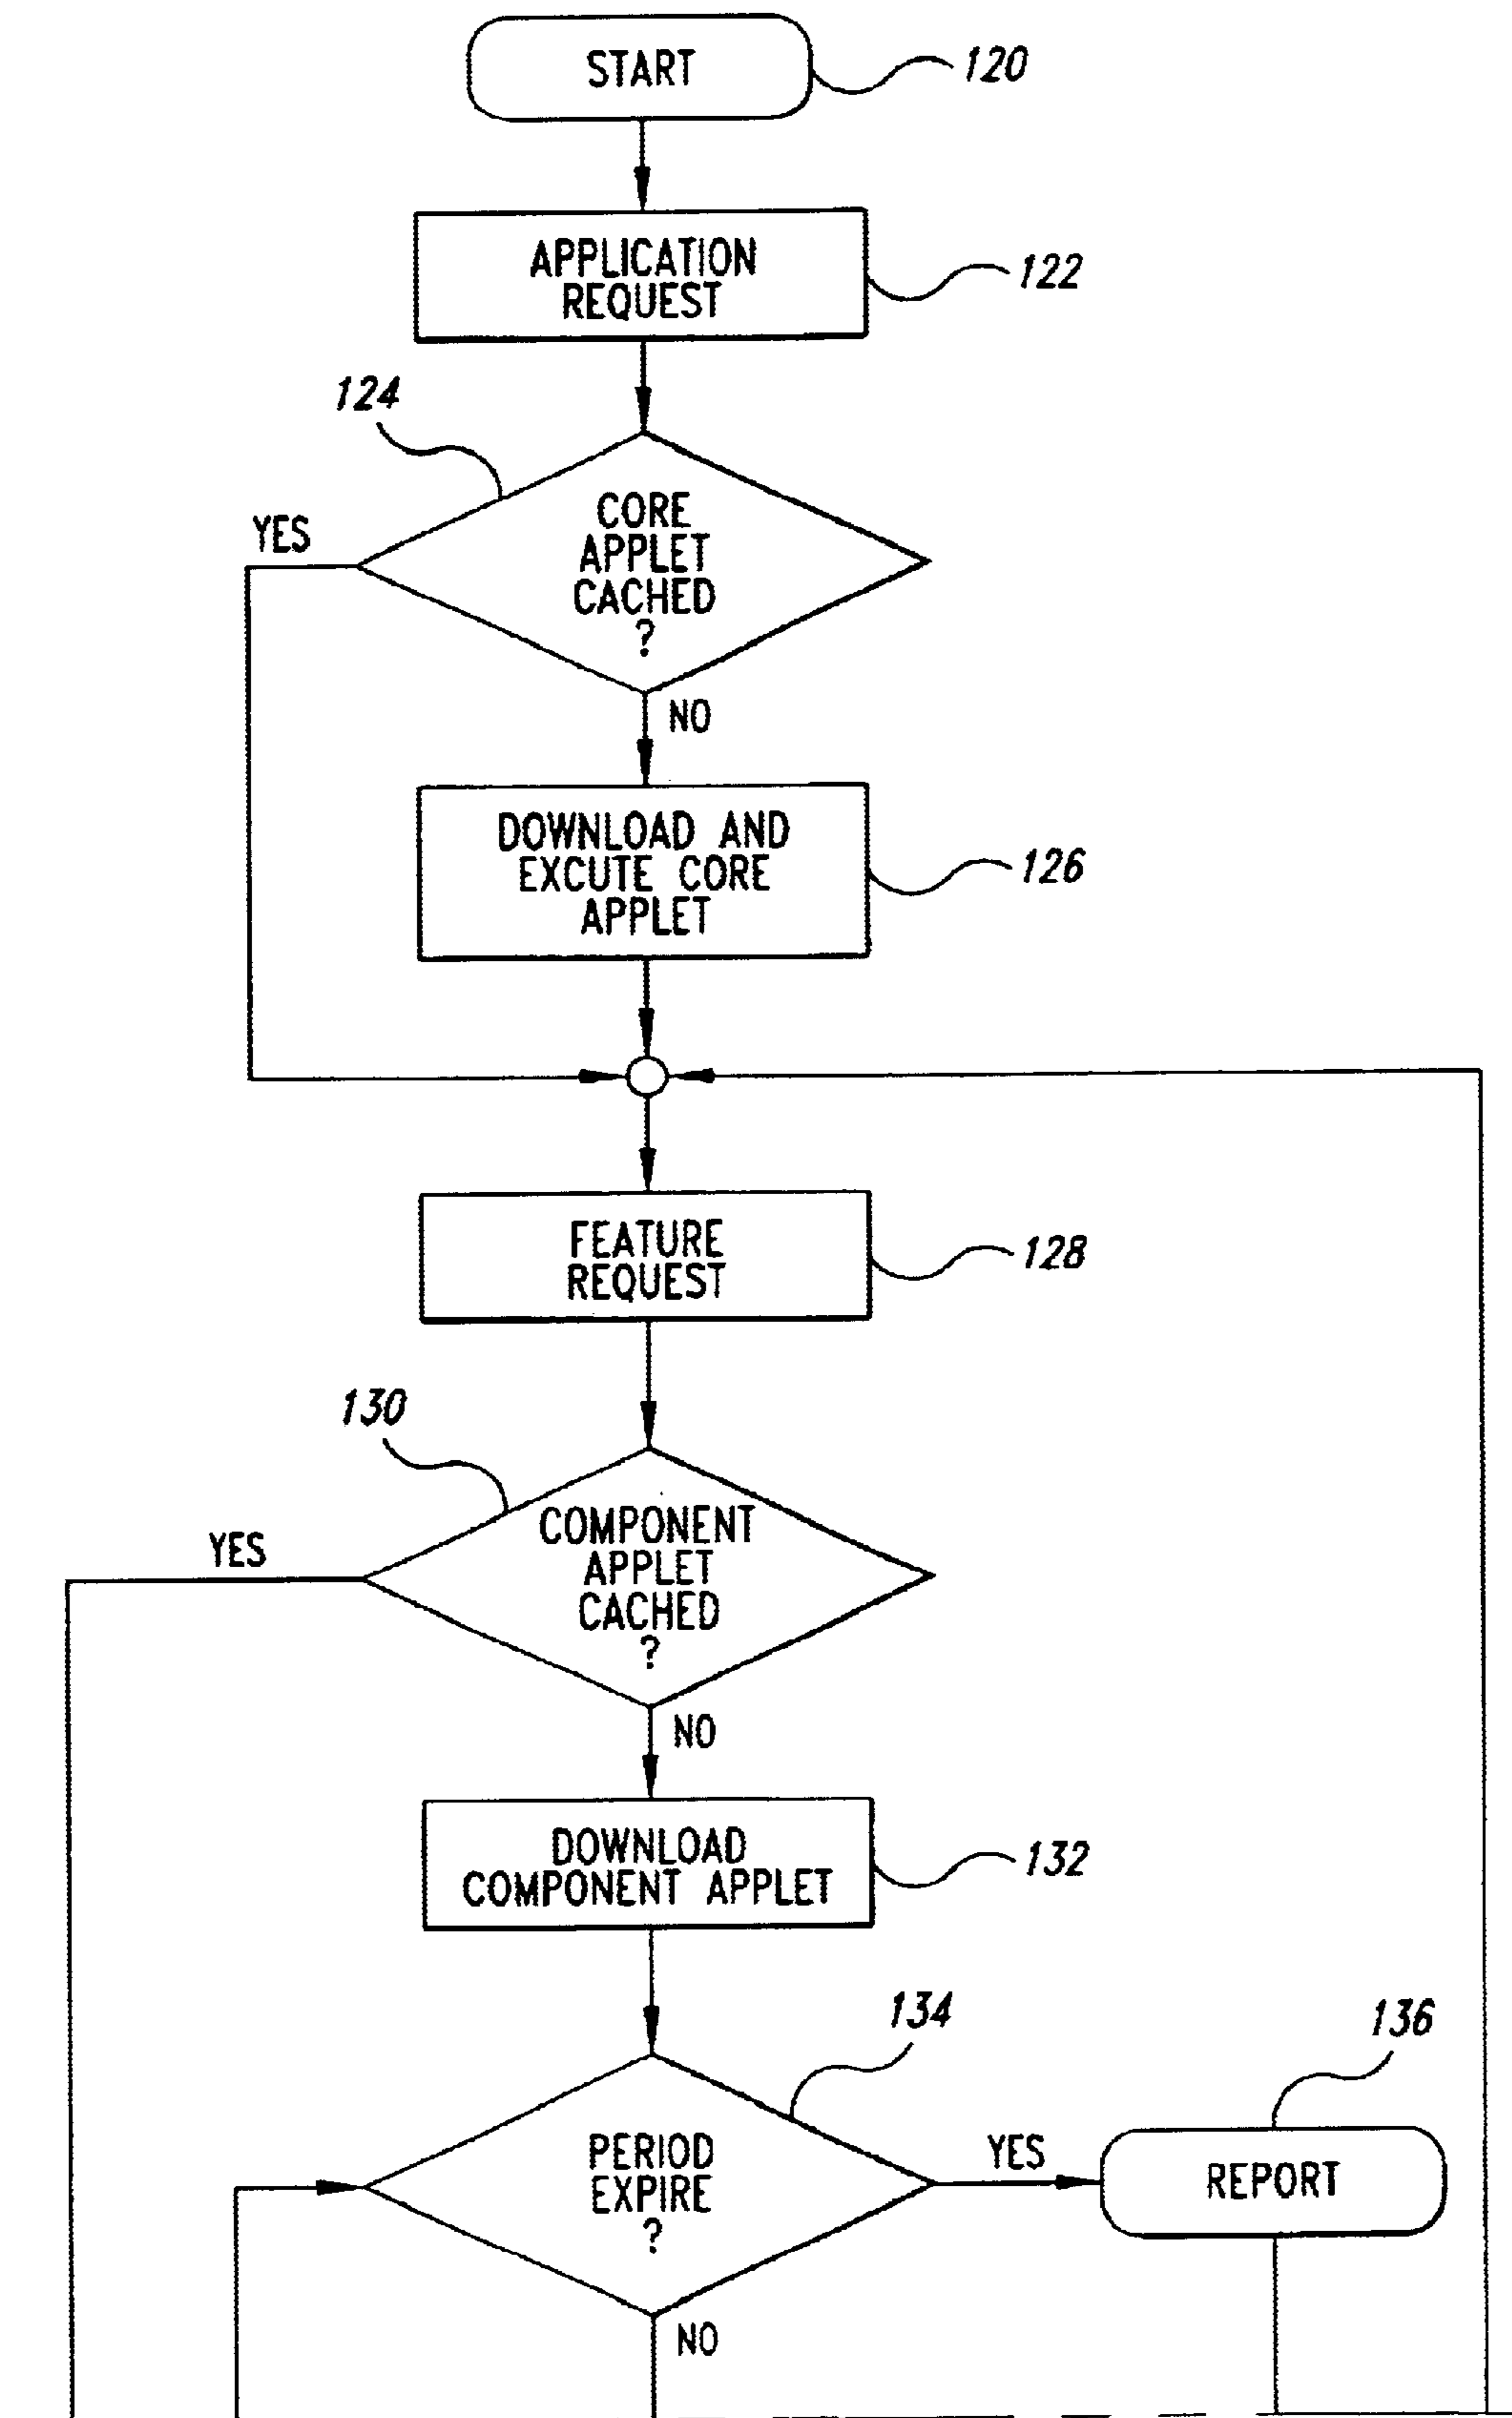 START
120
APPLICATION
REQUEST
122
124
CORE
APPLET
CACHED
?
YES
NO
DOWNLOAD AND
EXCUTE CORE
APPLET
126
FEATURE
REQUEST
128
130
COMPONENT
APPLET
CACHED
?
YES
NO
DOWNLOAD
COMPONENT APPLET
132
134
136
PERIOD
EXPIRE
?
YES
REPORT
NO